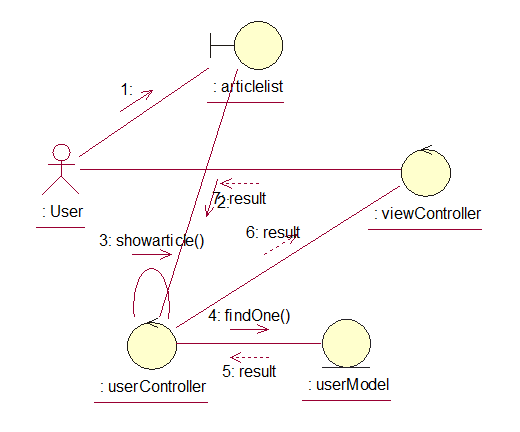 : articlelist
1:
7: result
2:
: User
: viewController
6: result
3: showarticle()
4: findOne()
5: result
: userController
: userModel